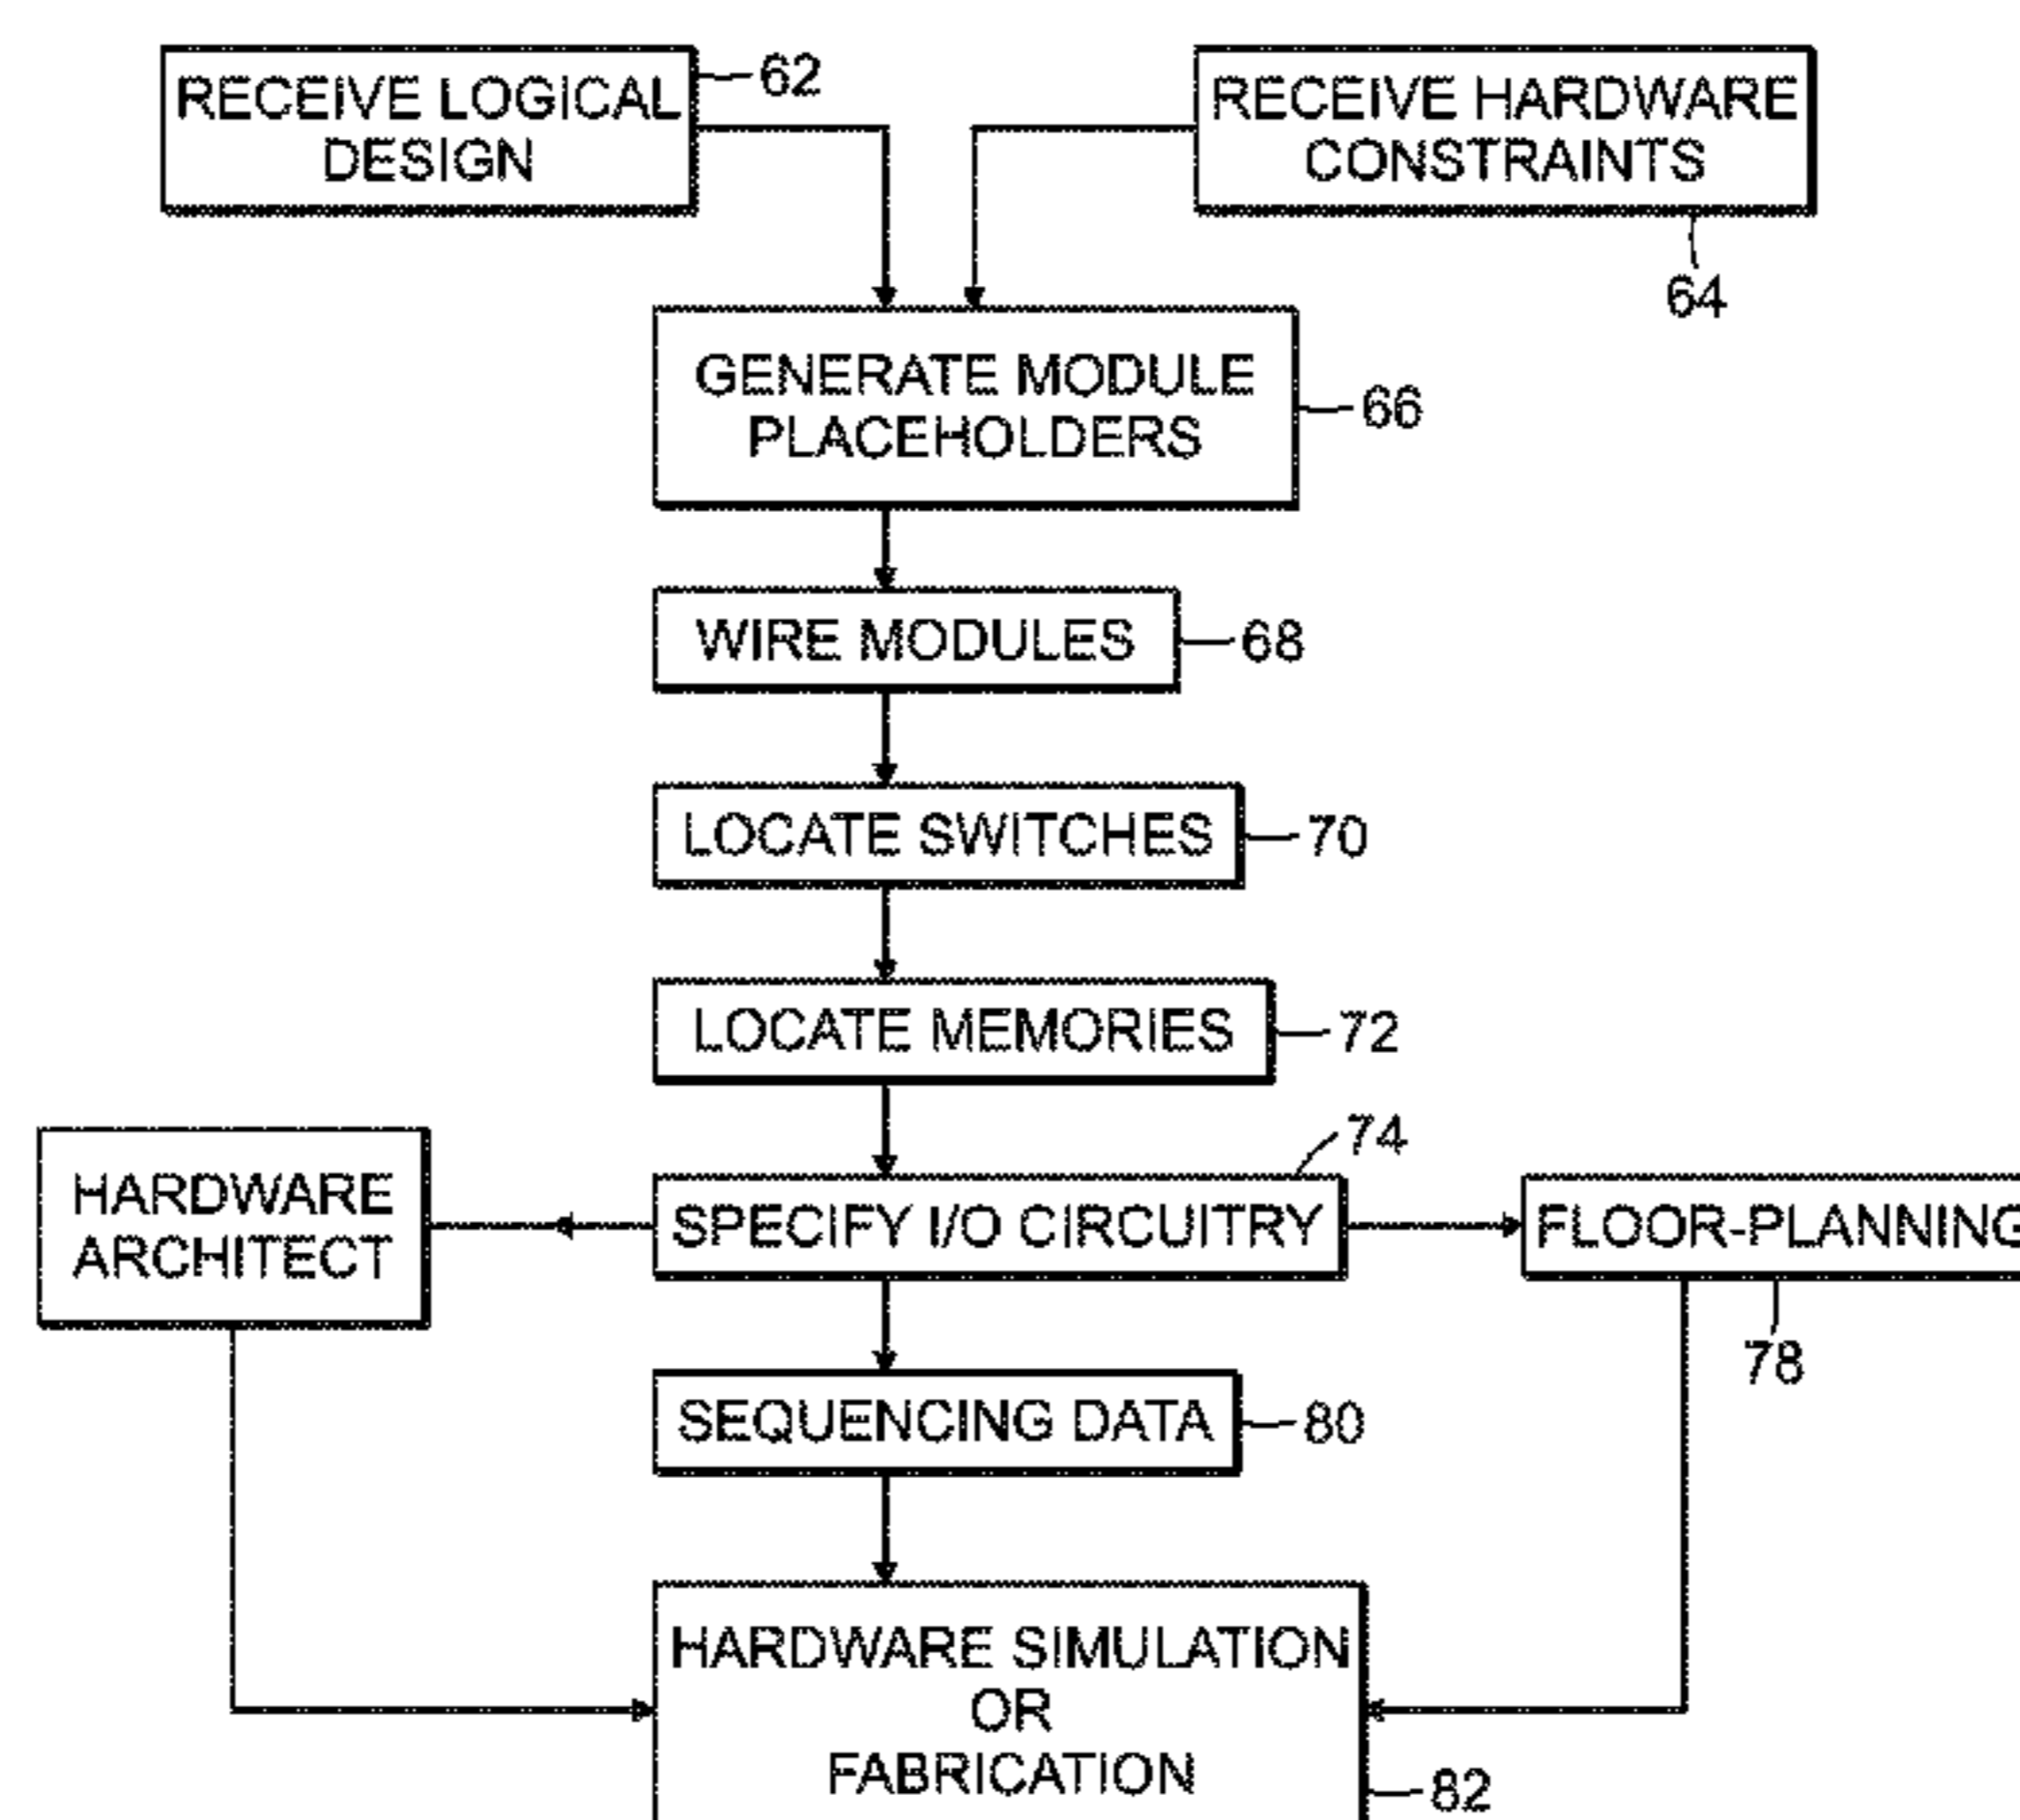 RECEIVE LOGICAL
DESIGN
62
RECEIVE HARDWARE
CONSTRAINTS
64
GENERATE MODULE
PLACEHOLDERS
66
WIRE MODULES
68
LOCATE SWITCHES
70
LOCATE MEMORIES
72
74
HARDWARE
ARCHITECT
SPECIFY I/O CIRCUITRY
FLOOR-PLANNING
78
SEQUENCING DATA
80
HARDWARE SIMULATION
OR
FABRICATION
82